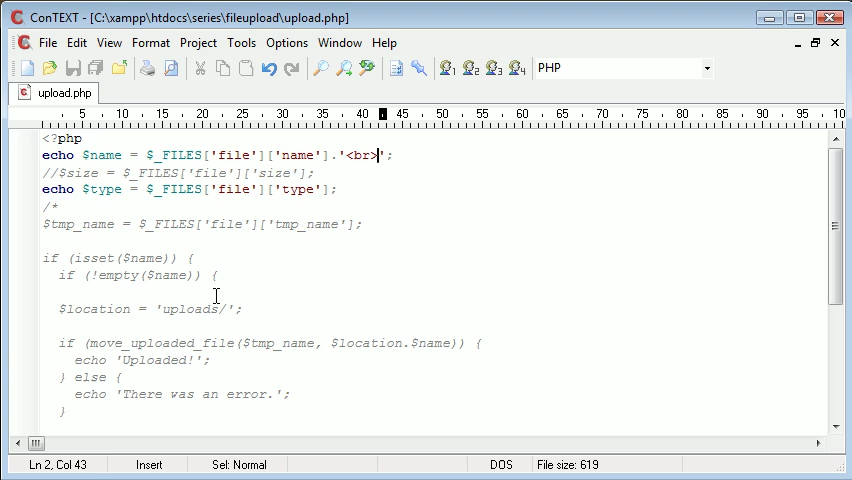 ConTEXT - [C:\xampp\htdocs\series\fileupload\upload.php]
File Edit View Format Project Tools Options Window Help
1 2 3 4 PHP
upload.php
5 10 15 20 25 30 35 40 45 50 55 60 65 70 75 80 85 90 95 10
<?php
echo $name = $_FILES['file']['name'].'<br>';
//$size = $_FILES['file']['size'];
echo $type = $_FILES['file']['type'];
/*
$tmp_name = $_FILES['file']['tmp_name'];
if (isset($name)) {
if (!empty($name)) {
$location = 'uploads/';
if (move_uploaded_file($tmp_name, $location.$name)) {
echo 'Uploaded!';
} else {
echo 'There was an error.';
}
Ln 2, Col 43 Insert Sel: Normal DOS File size: 619